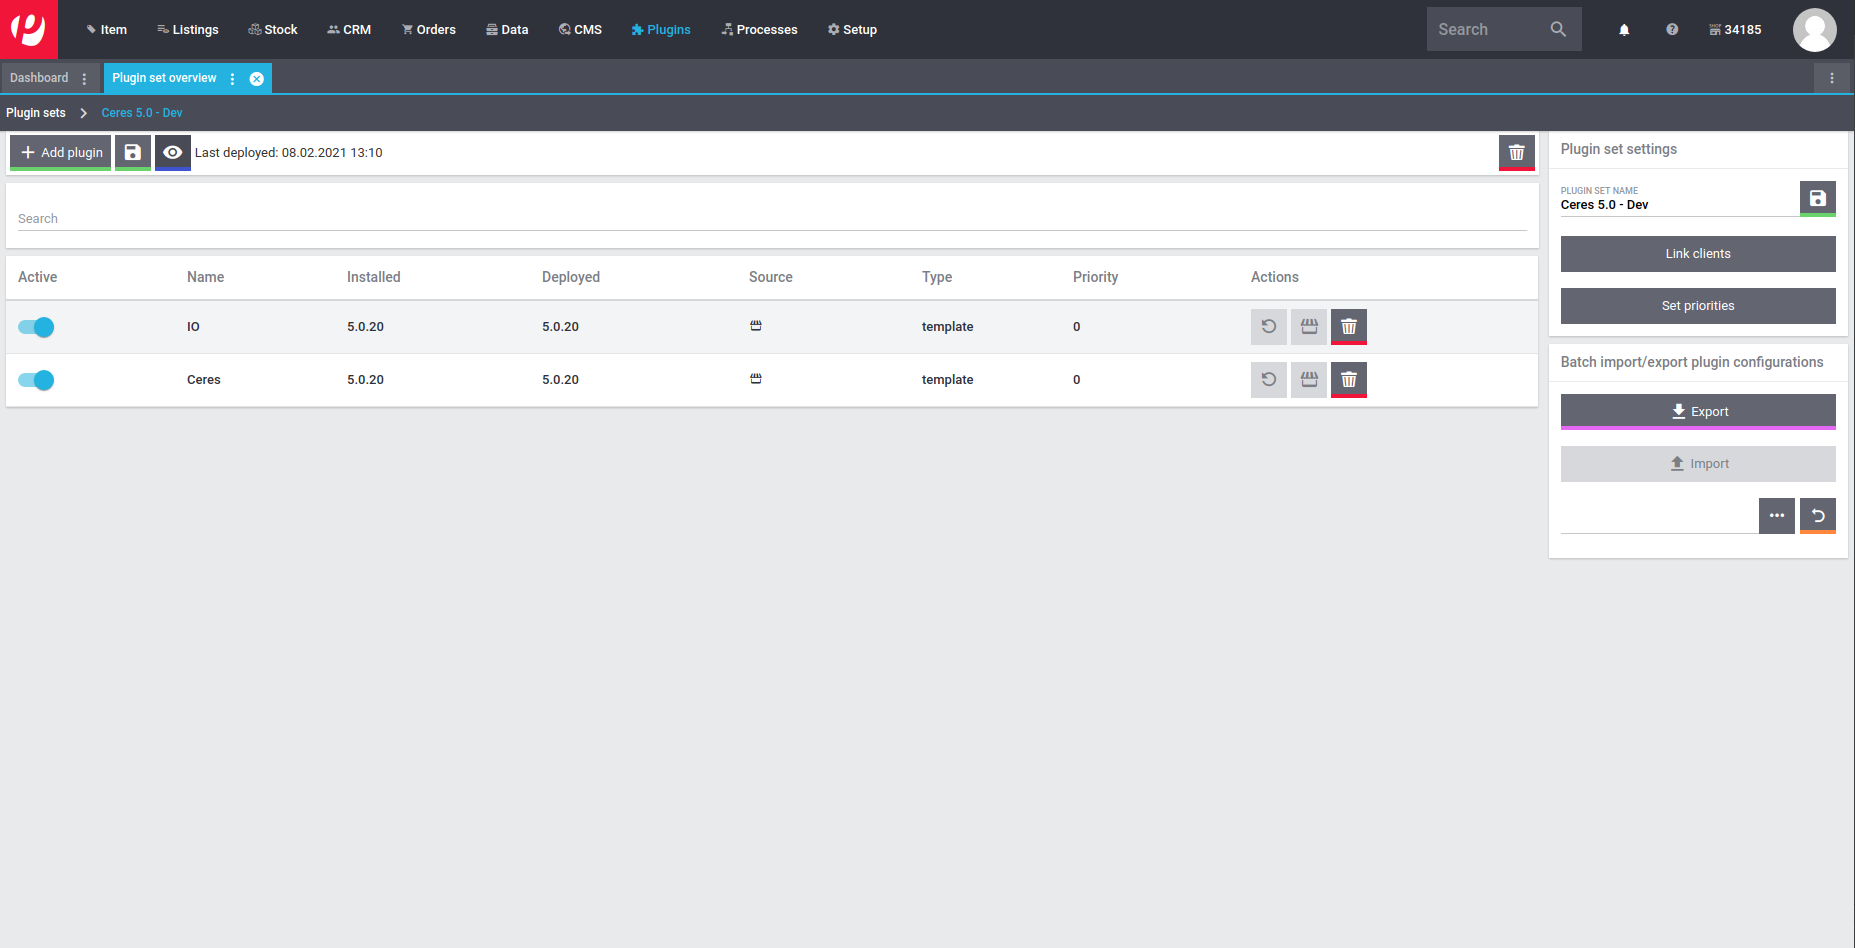 Item Listings Stock CRM Orders Data CMS Plugins Processes Setup Search SHOP 34185
Dashboard Plugin set overview
Plugin sets Ceres 5.0 - Dev
Add plugin Last deployed: 08.02.2021 13:10
Search
Active Name Installed Deployed Source Type Priority Actions
IO 5.0.20 5.0.20 template 0
Ceres 5.0.20 5.0.20 template 0
Plugin set settings
PLUGIN SET NAME
Ceres 5.0 - Dev
Link clients
Set priorities
Batch import/export plugin configurations
Export
Import